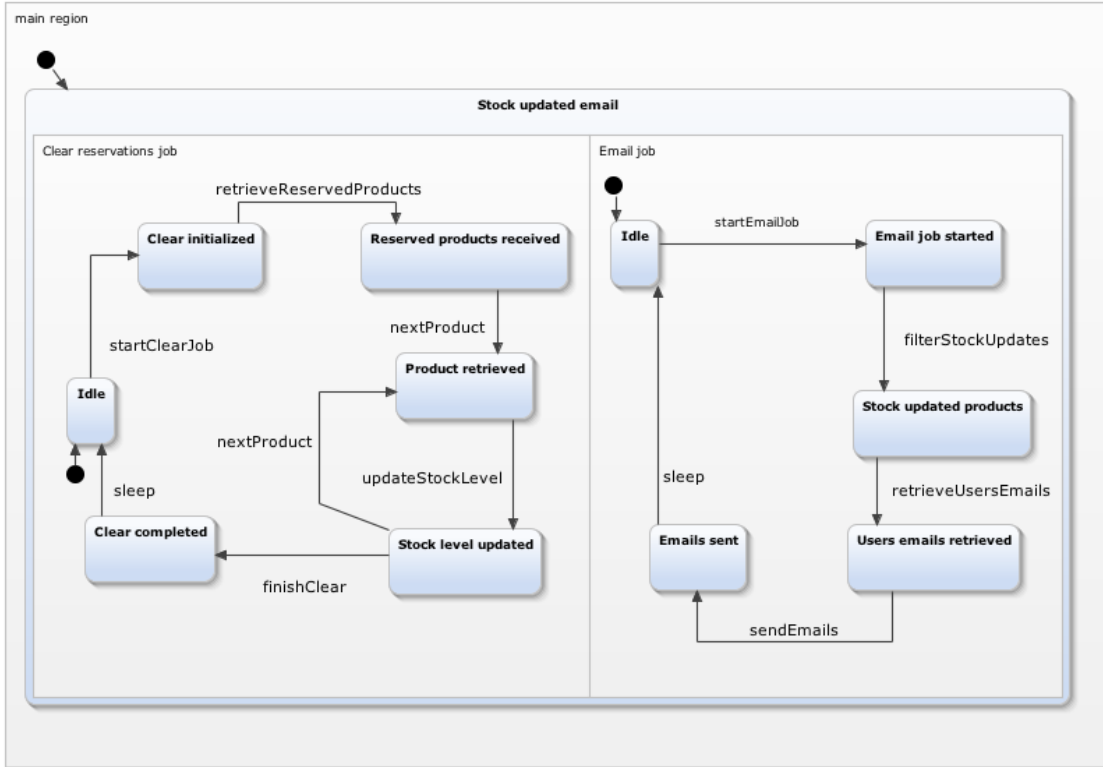 main region
Stock updated email
Clear reservations job
retrieveReservedProducts
Clear initialized
Reserved products received
startClearJob
nextProduct
Idle
Product retrieved
nextProduct
updateStockLevel
sleep
Clear completed
Stock level updated
finishClear
Email job
Idle
startEmailJob
Email job started
filterStockUpdates
Stock updated products
sleep
retrieveUsersEmails
Emails sent
Users emails retrieved
sendEmails